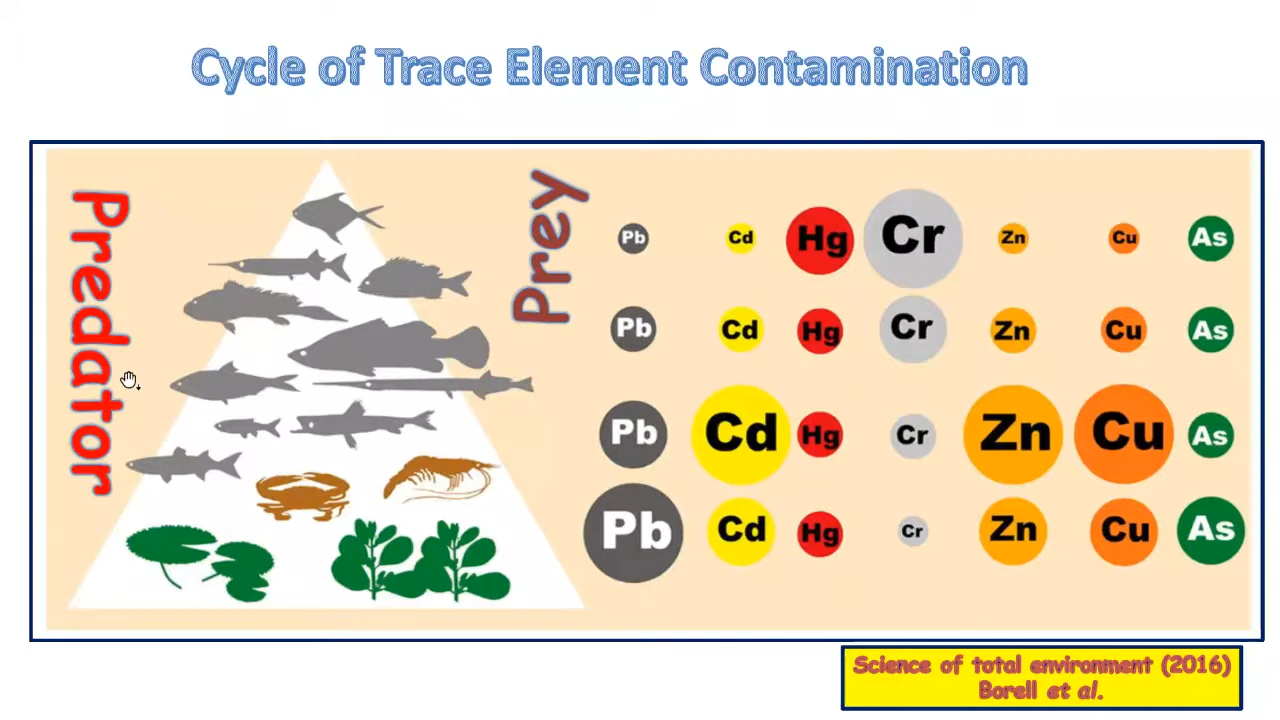 Cycle of Trace Element Contamination
Predator
Prey
Pb Cd Hg Cr Zn Cu As
Pb Cd Hg Cr Zn Cu As
Pb Cd Hg Cr Zn Cu As
Pb Cd Hg Cr Zn Cu As
Science of total environment (2016)
Borell et al.